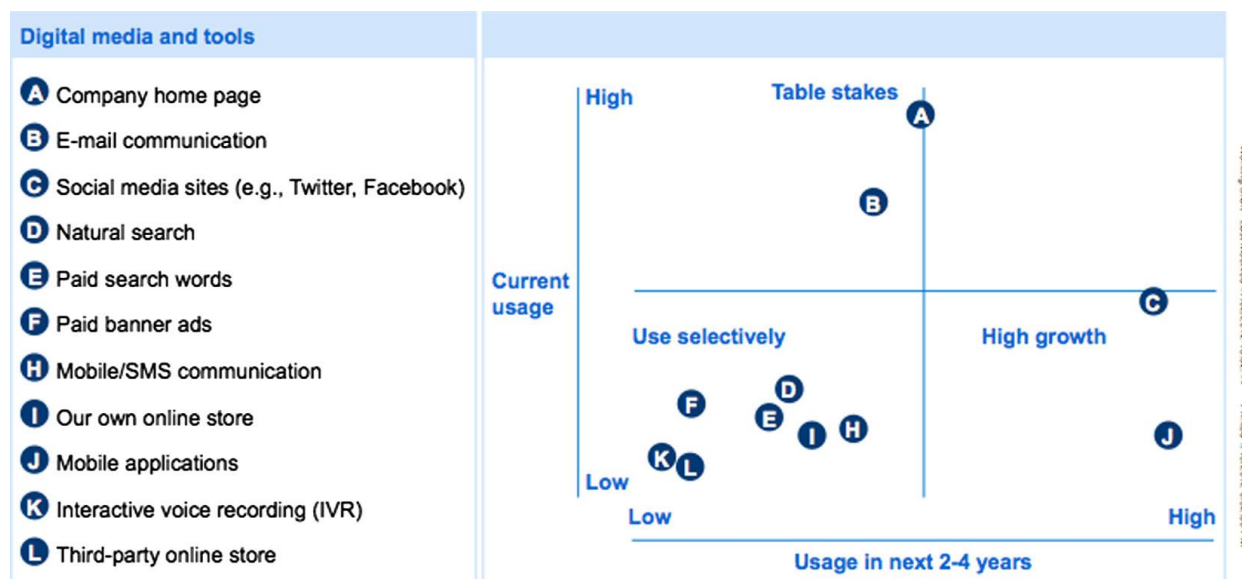 Digital media and tools
A Company home page
B E-mail communication
C Social media sites (e.g., Twitter, Facebook)
D Natural search
E Paid search words
F Paid banner ads
H Mobile/SMS communication
I Our own online store
J Mobile applications
K Interactive voice recording (IVR)
L Third-party online store
High
Table stakes
A
B
Current
usage
C
Use selectively
High growth
D
F
E
I
H
J
K
L
Low
Low
High
Usage in next 2-4 years